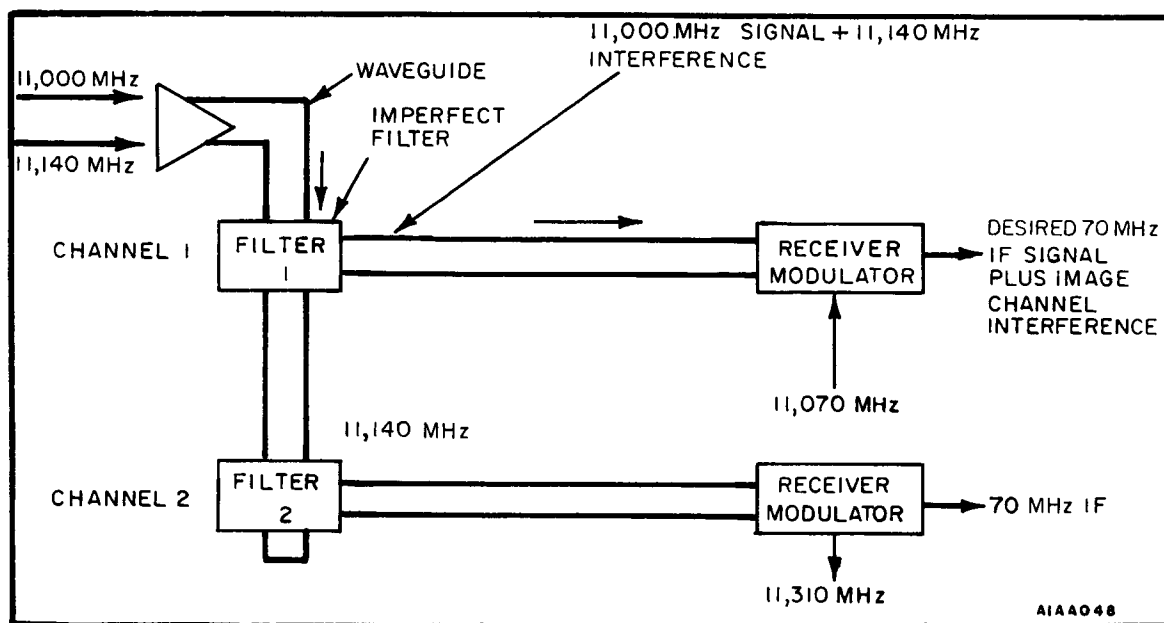 11,000 MHz SIGNAL + 11,140 MHz
INTERFERENCE
11,000 MHz
WAVEGUIDE
IMPERFECT
FILTER
11,140 MHz
CHANNEL 1
FILTER
1
RECEIVER
MODULATOR
DESIRED 70 MHz
IF SIGNAL
PLUS IMAGE
CHANNEL
INTERFERENCE
11,070 MHz
11,140 MHz
CHANNEL 2
FILTER
2
RECEIVER
MODULATOR
70 MHz IF
11,310 MHz
A1AA048